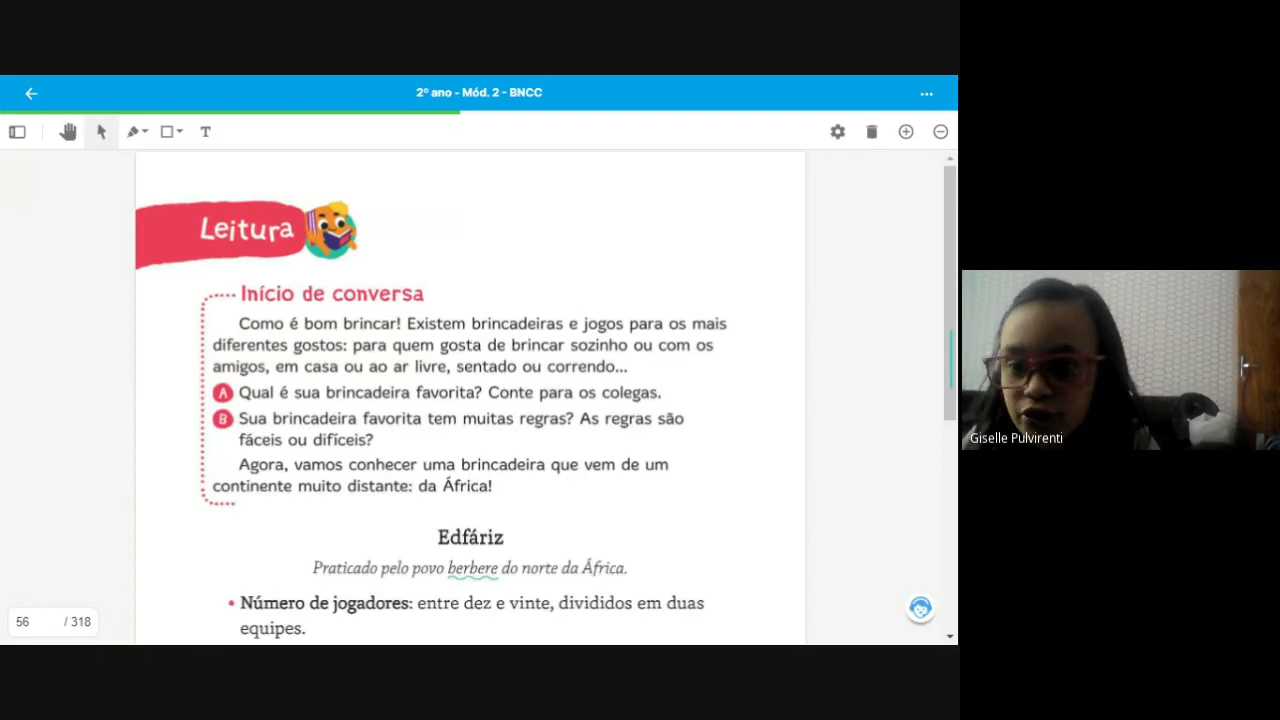 2º ano - Mód. 2 - BNCC
T
Leitura
Início de conversa
Como é bom brincar! Existem brincadeiras e jogos para os mais
diferentes gostos: para quem gosta de brincar sozinho ou com os
amigos, em casa ou ao ar livre, sentado ou correndo...
A Qual é sua brincadeira favorita? Conte para os colegas.
B Sua brincadeira favorita tem muitas regras? As regras são
fáceis ou difíceis?
Agora, vamos conhecer uma brincadeira que vem de um
continente muito distante: da África!
Edfáriz
Praticado pelo povo berbere do norte da África.
• Número de jogadores: entre dez e vinte, divididos em duas
equipes.
56 / 318
Giselle Pulvirenti